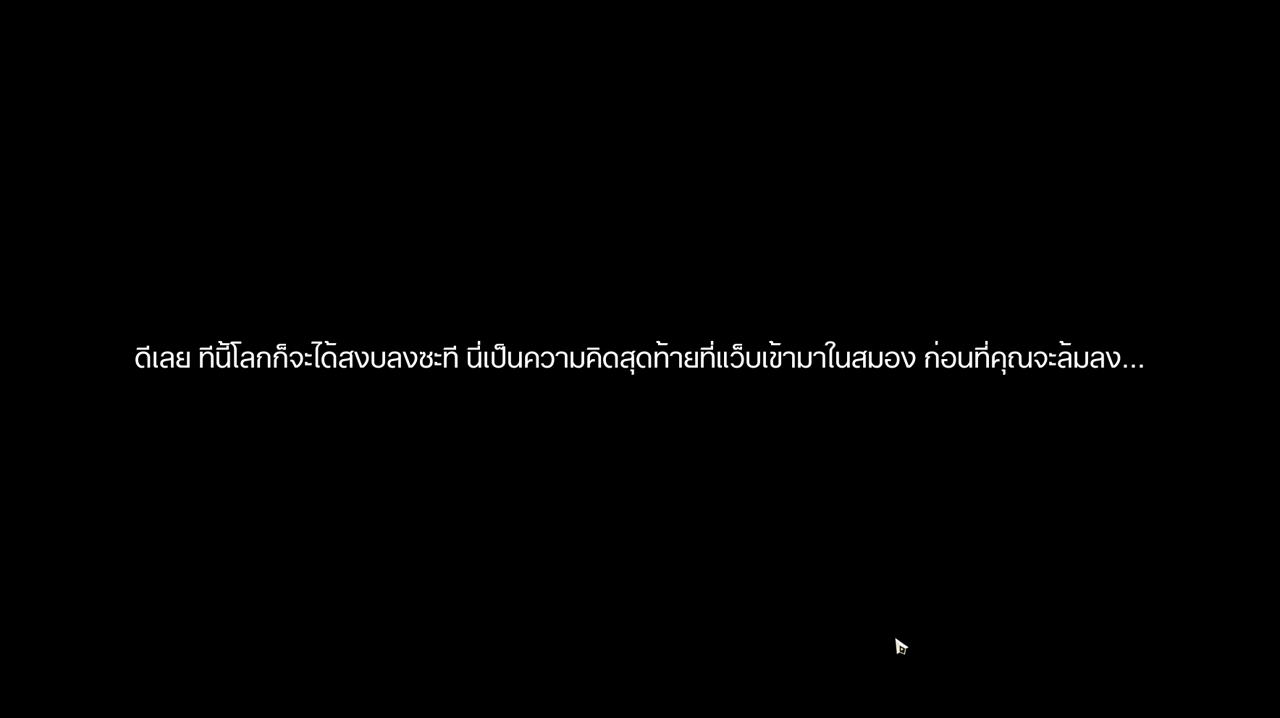 ดีเลย ทีนี้โลกก็จะได้สงบลงซะที นี่เป็นความคิดสุดท้ายที่แว็บเข้ามาในสมอง ก่อนที่คุณจะล้มลง...